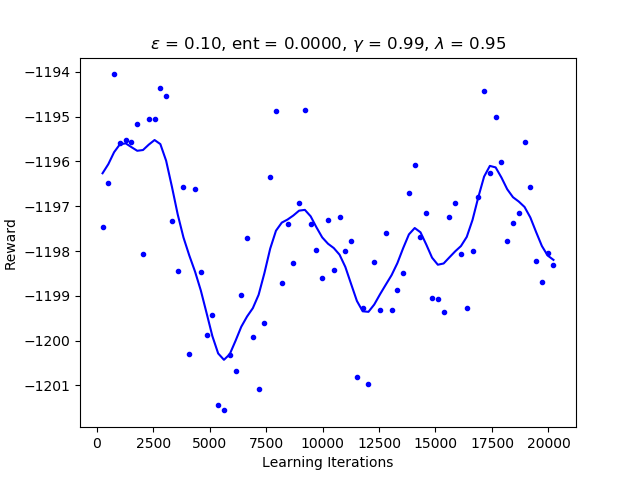 ε = 0.10, ent = 0.0000, γ = 0.99, λ = 0.95
−1194
−1195
−1196
−1197
−1198
−1199
−1200
−1201
Reward
0 2500 5000 7500 10000 12500 15000 17500 20000
Learning Iterations